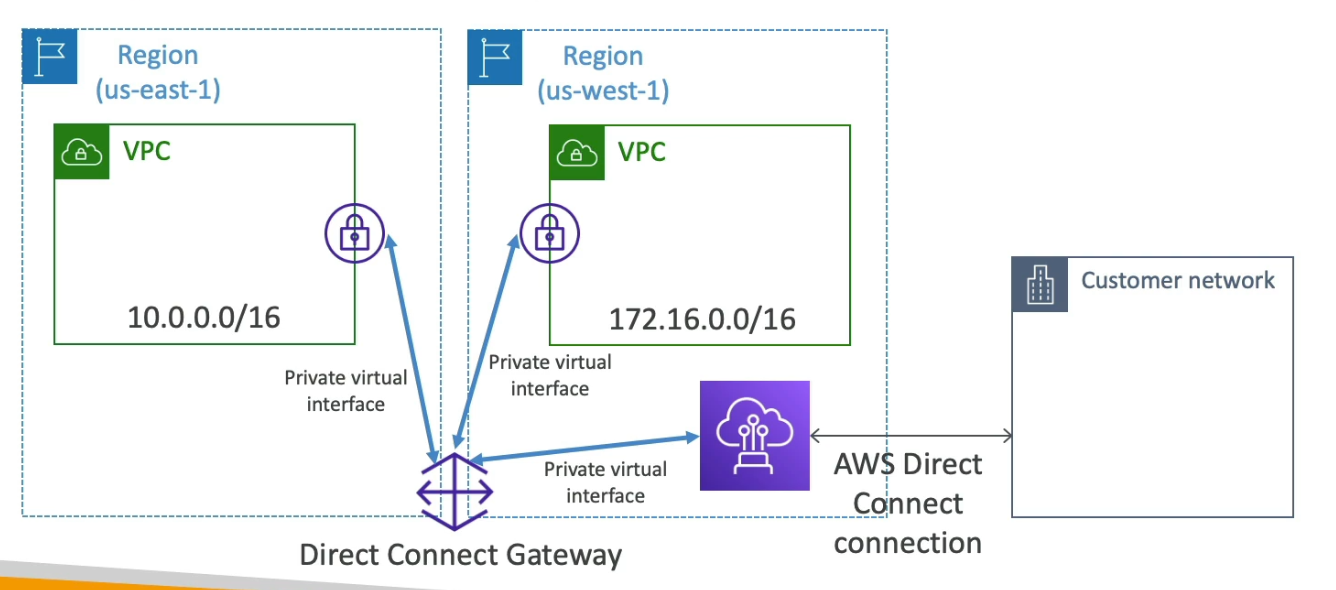 Region
(us-east-1)
Region
(us-west-1)
VPC
VPC
10.0.0.0/16
172.16.0.0/16
Customer network
Private virtual
interface
Private virtual
interface
Private virtual
interface
AWS Direct
Connect
connection
Direct Connect Gateway